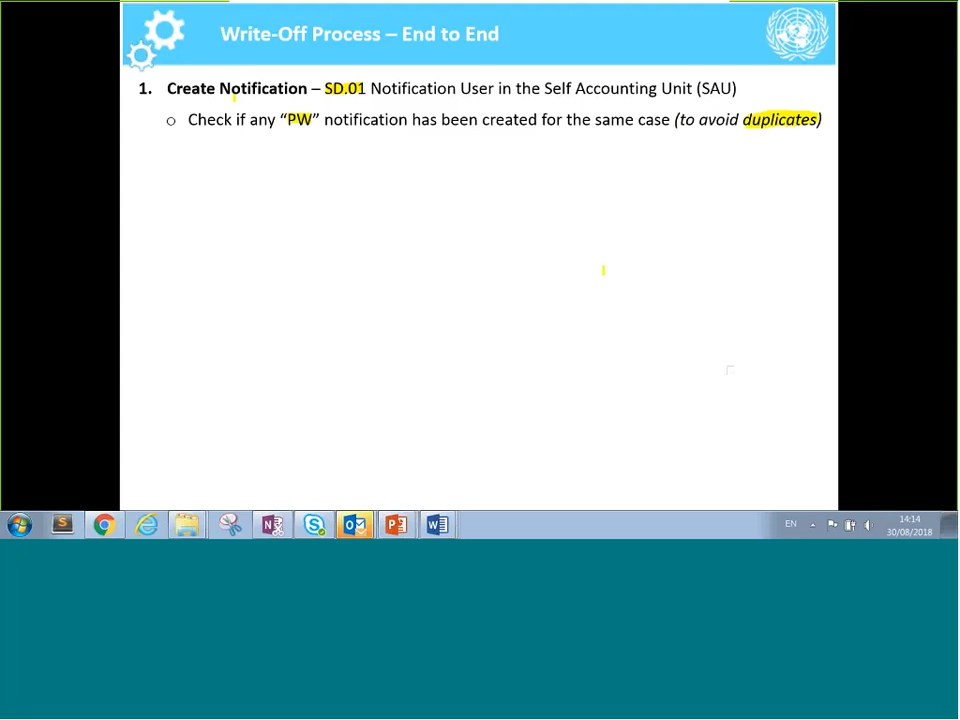 Write-Off Process – End to End
1. Create Notification – SD.01 Notification User in the Self Accounting Unit (SAU)
o Check if any “PW” notification has been created for the same case (to avoid duplicates)
EN
14:14
30/08/2018